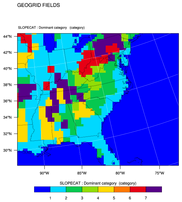 GEOGRID FIELDS
SLOPECAT : Dominant category (category)
44°N
42°N
40°N
38°N
36°N
34°N
32°N
30°N
90°W 85°W 80°W 75°W
SLOPECAT : Dominant category (category)
1 2 3 4 5 6 7